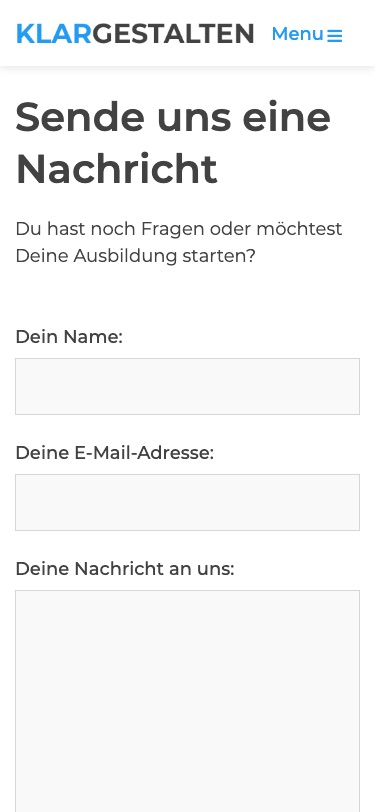 KLARGESTALTEN Menu
Sende uns eine
Nachricht
Du hast noch Fragen oder möchtest
Deine Ausbildung starten?
Dein Name:
Deine E-Mail-Adresse:
Deine Nachricht an uns: